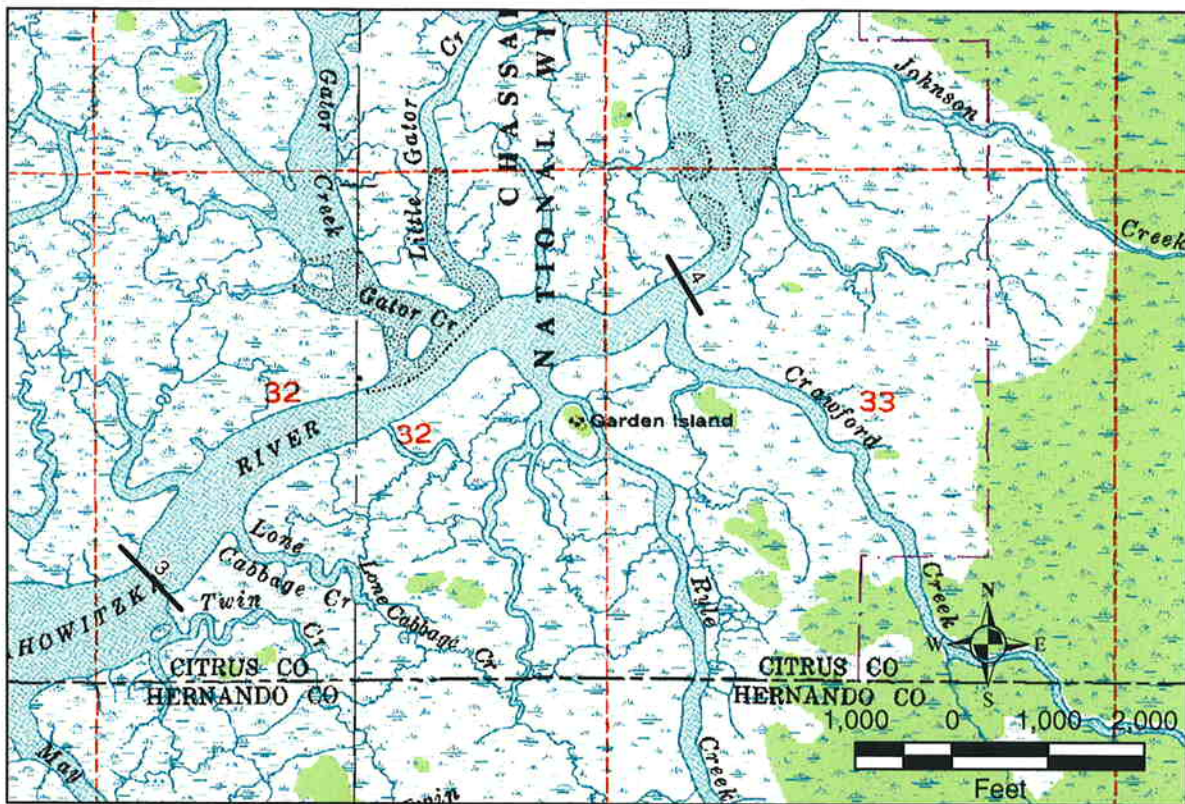 Gator Creek
Little Gator Cr
CHASSA
NATIONAL WI
Johnson
Creek
Gator Cr
4
32
RIVER
32
Garden Island
Crawford
33
Creek
Lone
Cabbage Cr
Lone Cabbage Cr
3
HOWITZK
Twin
Cr
Ryle
Creek
N
W
E
S
CITRUS CO
HERNANDO CO
CITRUS CO
HERNANDO CO
May
Twin
1,000 0 1,000 2,000
Feet